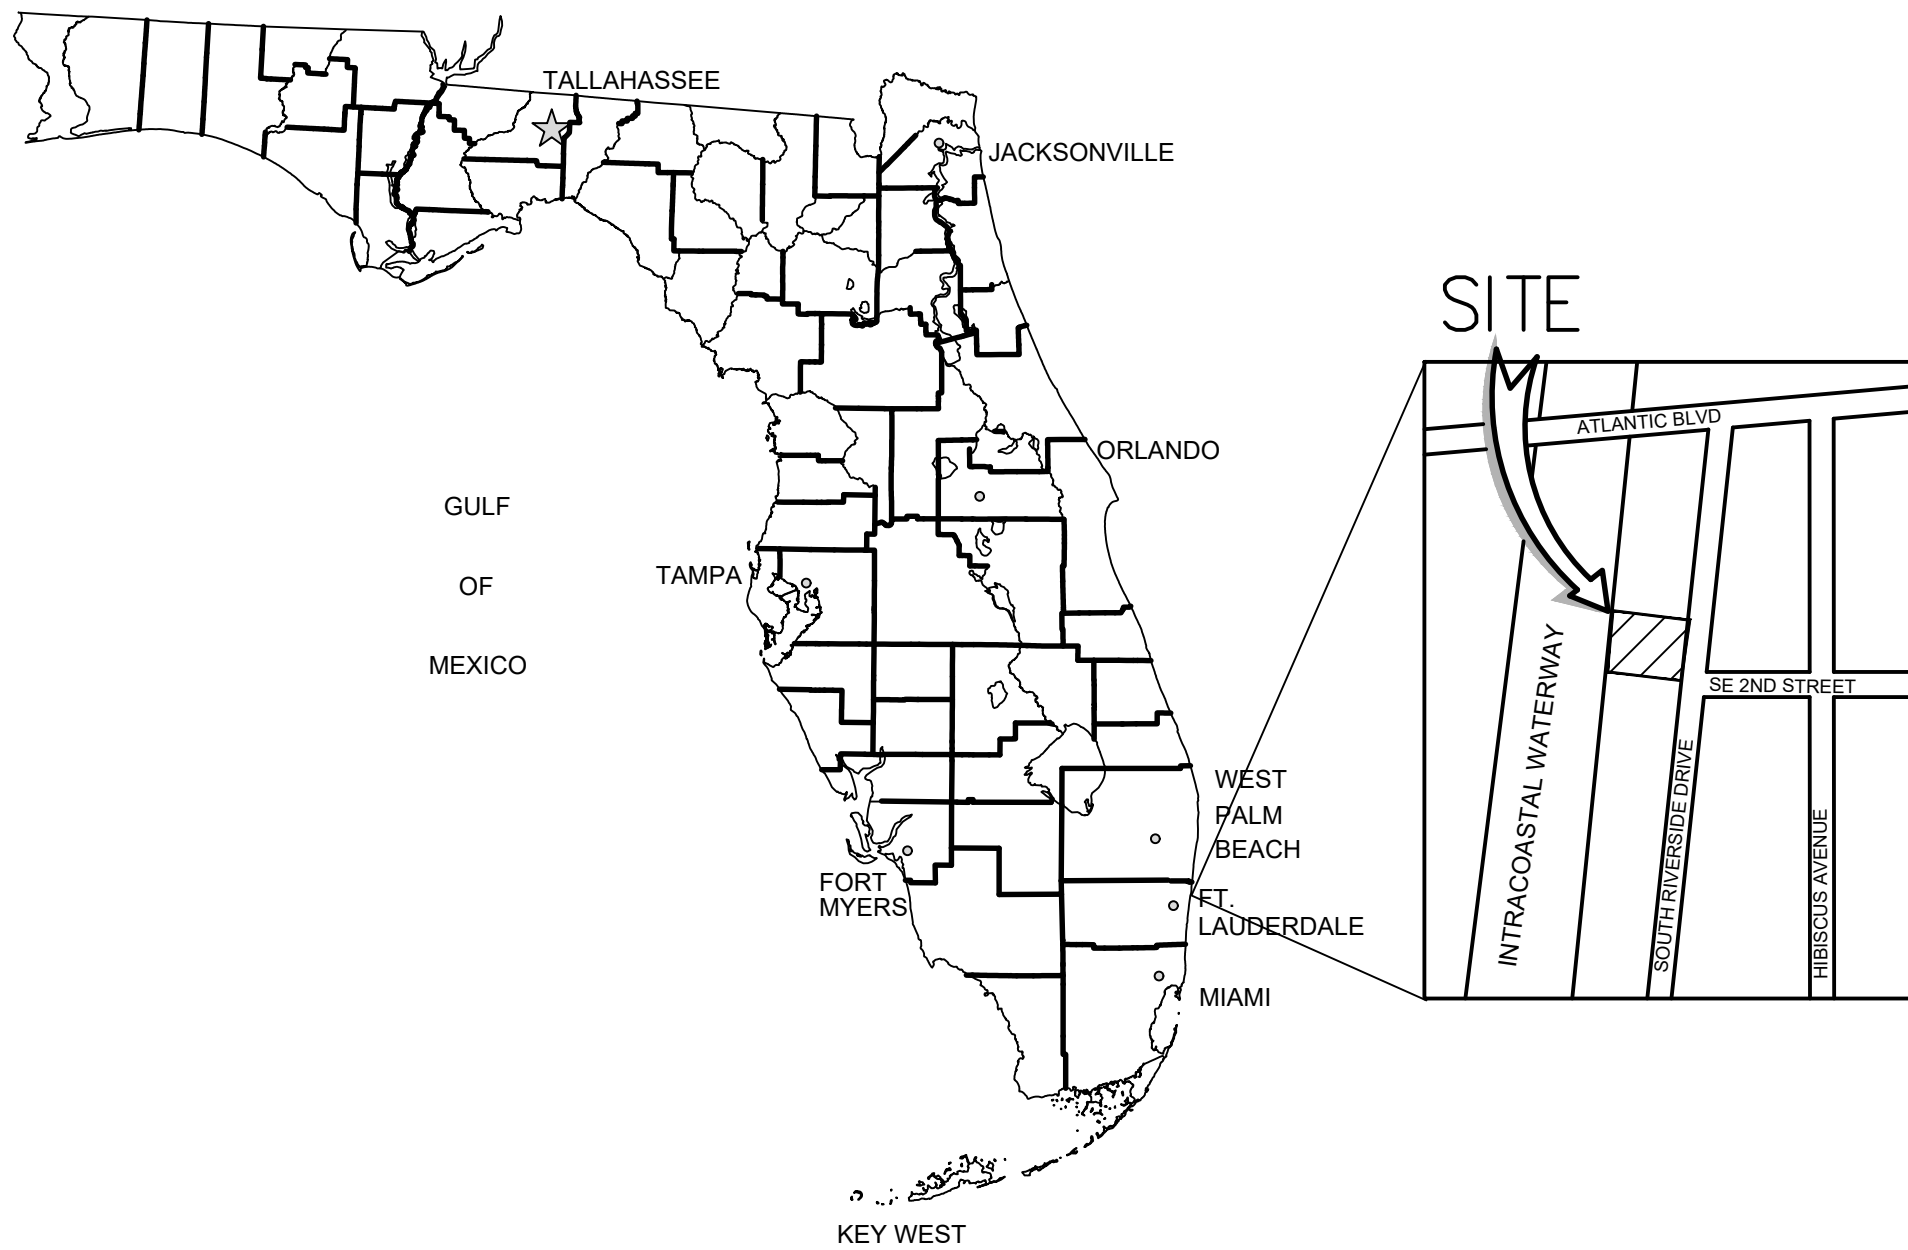 TALLAHASSEE
JACKSONVILLE
SITE
ATLANTIC BLVD
ORLANDO
GULF
OF
MEXICO
TAMPA
INTRACOASTAL WATERWAY
SE 2ND STREET
SOUTH RIVERSIDE DRIVE
HIBISCUS AVENUE
WEST
PALM
BEACH
FORT
MYERS
FT.
LAUDERDALE
MIAMI
KEY WEST